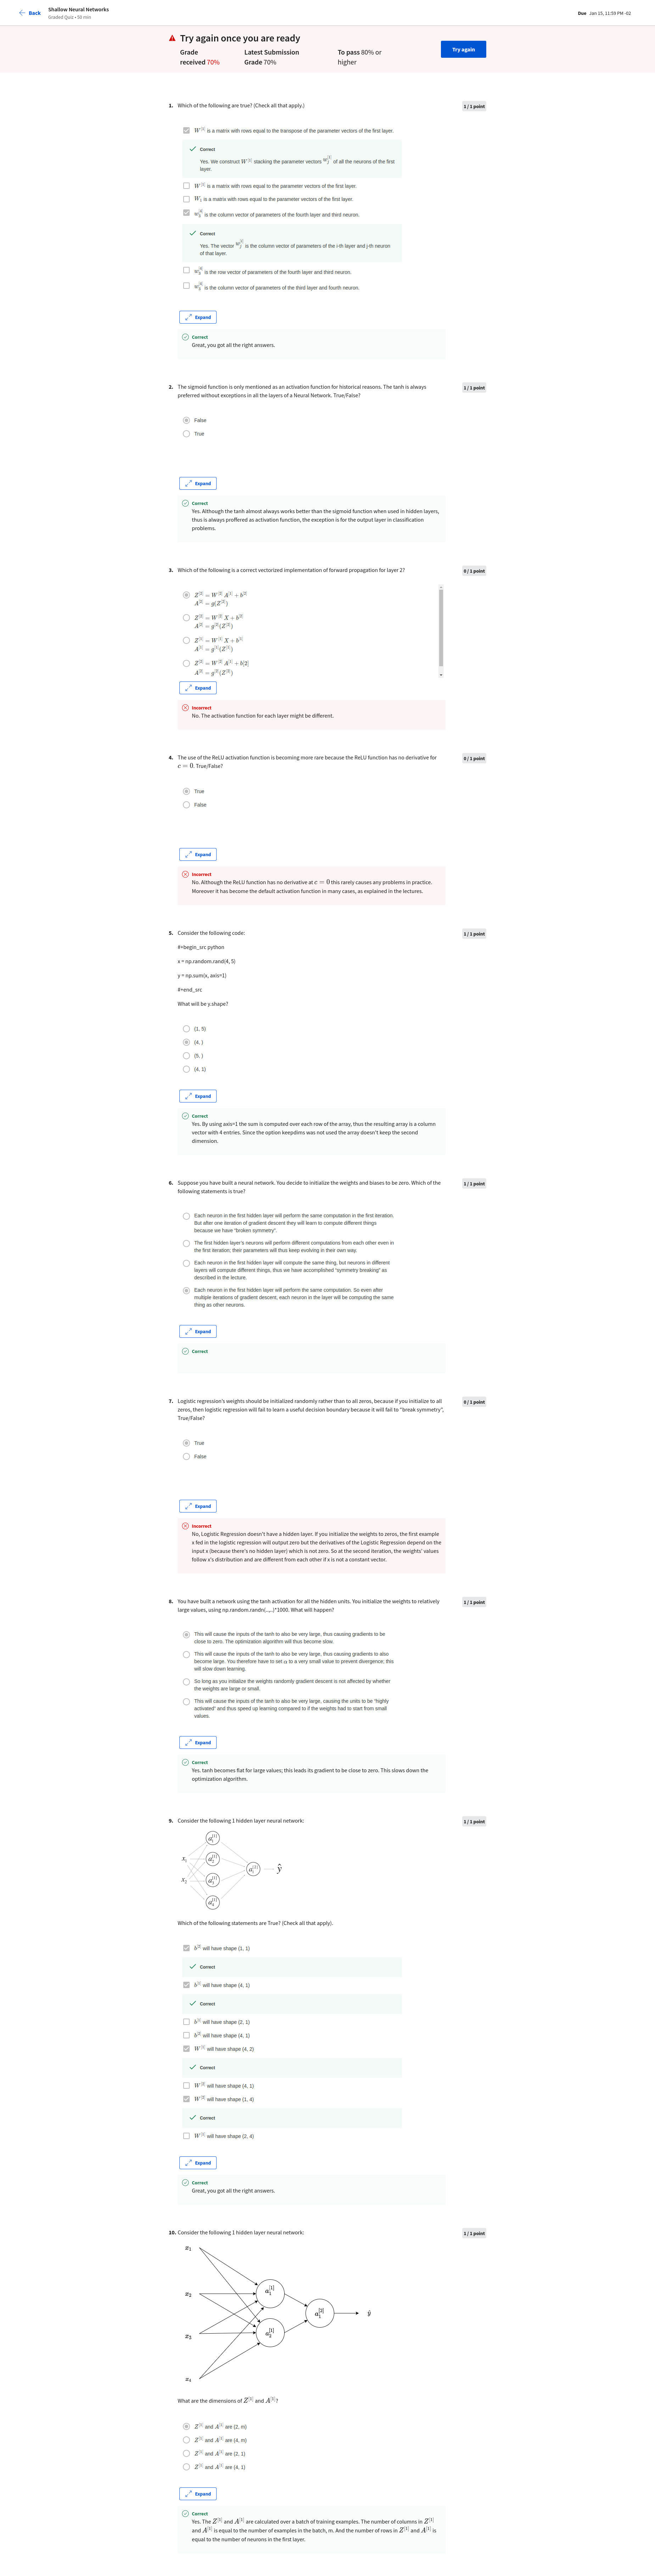 Back
Shallow Neural Networks
Graded Quiz • 50 min
Due Jan 15, 11:59 PM -02
Try again once you are ready
Grade received 70%
Latest Submission Grade 70%
To pass 80% or higher
Try again
1. Which of the following are true? (Check all that apply.)
1 / 1 point
W^[1] is a matrix with rows equal to the transpose of the parameter vectors of the first layer.
Correct
Yes. We construct W^[1] stacking the parameter vectors w_j^[1] of all the neurons of the first
layer.
W^[1] is a matrix with rows equal to the parameter vectors of the first layer.
W_1 is a matrix with rows equal to the parameter vectors of the first layer.
w_3^[4] is the column vector of parameters of the fourth layer and third neuron.
Correct
Yes. The vector w_j^[i] is the column vector of parameters of the i-th layer and j-th neuron
of that layer.
w_3^[4] is the row vector of parameters of the fourth layer and third neuron.
is the column vector of parameters of the third layer and fourth neuron.
Expand
Correct
Great, you got all the right answers.
2. The sigmoid function is only mentioned as an activation function for historical reasons. The tanh is always
preferred without exceptions in all the layers of a Neural Network. True/False?
1 / 1 point
False
True
Expand
Correct
Yes. Although the tanh almost always works better than the sigmoid function when used in hidden layers,
thus is always proffered as activation function, the exception is for the output layer in classification
problems.
3. Which of the following is a correct vectorized implementation of forward propagation for layer 2?
0 / 1 point
Z^[2] = W^[2] A^[1] + b^[2]
A^[2] = g(Z^[2])
Z^[2] = W^[2] X + b^[2]
A^[2] = g^[2](Z^[2])
Z^[1] = W^[1] X + b^[1]
A^[1] = g^[1](Z^[1])
Z^[2] = W^[2] A^[1] + b[2]
A^[2] = g^[2](Z^[2])
Expand
Incorrect
No. The activation function for each layer might be different.
4. The use of the ReLU activation function is becoming more rare because the ReLU function has no derivative for
c = 0. True/False?
0 / 1 point
True
False
Expand
Incorrect
No. Although the ReLU function has no derivative at c = 0 this rarely causes any problems in practice.
Moreover it has become the default activation function in many cases, as explained in the lectures.
5. Consider the following code:
1 / 1 point
#+begin_src python
x = np.random.rand(4, 5)
y = np.sum(x, axis=1)
#+end_src
What will be y.shape?
(1, 5)
(4, )
(5, )
(4, 1)
Expand
Correct
Yes. By using axis=1 the sum is computed over each row of the array, thus the resulting array is a column
vector with 4 entries. Since the option keepdims was not used the array doesn't keep the second
dimension.
6. Suppose you have built a neural network. You decide to initialize the weights and biases to be zero. Which of the
following statements is true?
1 / 1 point
Each neuron in the first hidden layer will perform the same computation in the first iteration.
But after one iteration of gradient descent they will learn to compute different things
because we have "broken symmetry".
The first hidden layer's neurons will perform different computations from each other even in
the first iteration; their parameters will thus keep evolving in their own way.
Each neuron in the first hidden layer will compute the same thing, but neurons in different
layers will compute different things, thus we have accomplished "symmetry breaking" as
described in the lecture.
Each neuron in the first hidden layer will perform the same computation. So even after
multiple iterations of gradient descent, each neuron in the layer will be computing the same
thing as other neurons.
Expand
Correct
7. Logistic regression's weights should be initialized randomly rather than to all zeros, because if you initialize to all
zeros, then logistic regression will fail to learn a useful decision boundary because it will fail to "break symmetry",
True/False?
0 / 1 point
True
False
Expand
Incorrect
No, Logistic Regression doesn't have a hidden layer. If you initialize the weights to zeros, the first example
x fed in the logistic regression will output zero but the derivatives of the Logistic Regression depend on the
input x (because there's no hidden layer) which is not zero. So at the second iteration, the weights' values
follow x's distribution and are different from each other if x is not a constant vector.
8. You have built a network using the tanh activation for all the hidden units. You initialize the weights to relatively
large values, using np.random.randn(..,..)*1000. What will happen?
1 / 1 point
This will cause the inputs of the tanh to also be very large, thus causing gradients to be
close to zero. The optimization algorithm will thus become slow.
This will cause the inputs of the tanh to also be very large, thus causing gradients to also
become large. You therefore have to set α to a very small value to prevent divergence; this
will slow down learning.
So long as you initialize the weights randomly gradient descent is not affected by whether
the weights are large or small.
This will cause the inputs of the tanh to also be very large, causing the units to be "highly
activated" and thus speed up learning compared to if the weights had to start from small
values.
Expand
Correct
Yes. tanh becomes flat for large values; this leads its gradient to be close to zero. This slows down the
optimization algorithm.
9. Consider the following 1 hidden layer neural network:
1 / 1 point
a_1^[1]
x_1
a_2^[1]
ŷ
x_2
a_3^[1]
a_4^[1]
Which of the following statements are True? (Check all that apply).
b^[2] will have shape (1, 1)
Correct
b^[1] will have shape (4, 1)
Correct
b^[1] will have shape (2, 1)
b^[2] will have shape (4, 1)
W^[1] will have shape (4, 2)
Correct
W^[2] will have shape (4, 1)
W^[2] will have shape (1, 4)
Correct
W^[1] will have shape (2, 4)
Expand
Correct
Great, you got all the right answers.
10. Consider the following 1 hidden layer neural network:
1 / 1 point
x_1
x_2
a_1^[1]
a_1^[2]
ŷ
a_2^[1]
x_3
x_4
What are the dimensions of Z^[1] and A^[1]?
Z^[1] and A^[1] are (2, m)
Z^[1] and A^[1] are (4, m)
Z^[1] and A^[1] are (2, 1)
Z^[1] and A^[1] are (4, 1)
Expand
Correct
Yes. The Z^[1] and A^[1] are calculated over a batch of training examples. The number of columns in Z^[1]
and A^[1] is equal to the number of examples in the batch, m. And the number of rows in Z^[1] and A^[1] is
equal to the number of neurons in the first layer.